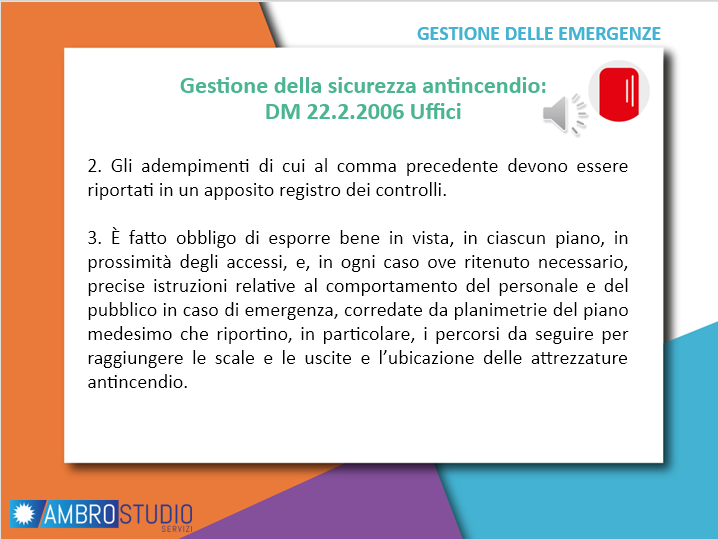 GESTIONE DELLE EMERGENZE
Gestione della sicurezza antincendio:
DM 22.2.2006 Uffici
2. Gli adempimenti di cui al comma precedente devono essere
riportati in un apposito registro dei controlli.
3. È fatto obbligo di esporre bene in vista, in ciascun piano, in
prossimità degli accessi, e, in ogni caso ove ritenuto necessario,
precise istruzioni relative al comportamento del personale e del
pubblico in caso di emergenza, corredate da planimetrie del piano
medesimo che riportino, in particolare, i percorsi da seguire per
raggiungere le scale e le uscite e l’ubicazione delle attrezzature
antincendio.
AMBROSTUDIO
SERVIZI